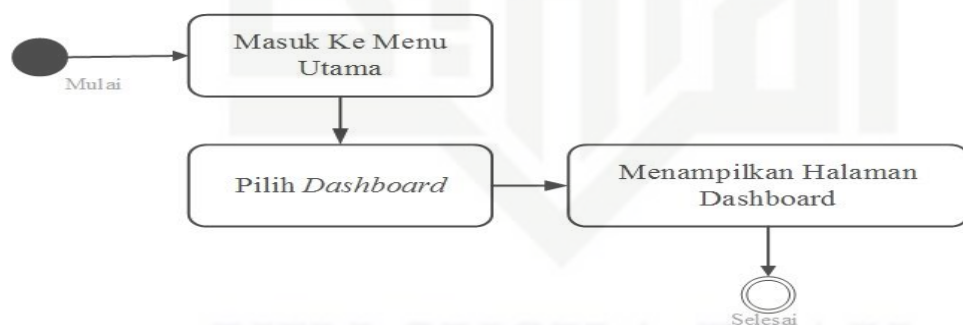 Masuk Ke Menu
Utama
Mulai
Pilih Dashboard
Menampilkan Halaman
Dashboard
Selesai